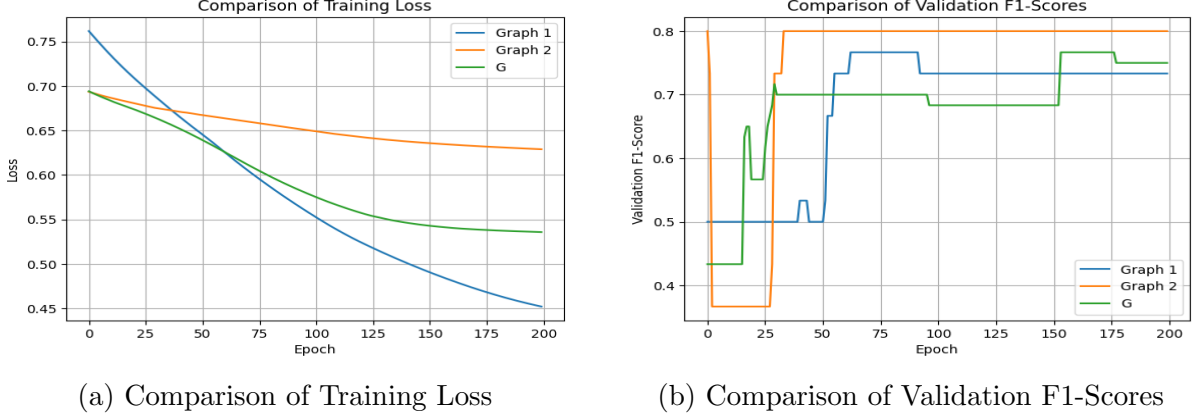 Comparison of Training Loss
0.75
0.70
0.65
0.60
0.55
0.50
0.45
Loss
Graph 1
Graph 2
G
0 25 50 75 100 125 150 175 200
Epoch
(a) Comparison of Training Loss
Comparison of Validation F1-Scores
0.8
0.7
0.6
0.5
0.4
Validation F1-Score
Graph 1
Graph 2
G
0 25 50 75 100 125 150 175 200
Epoch
(b) Comparison of Validation F1-Scores